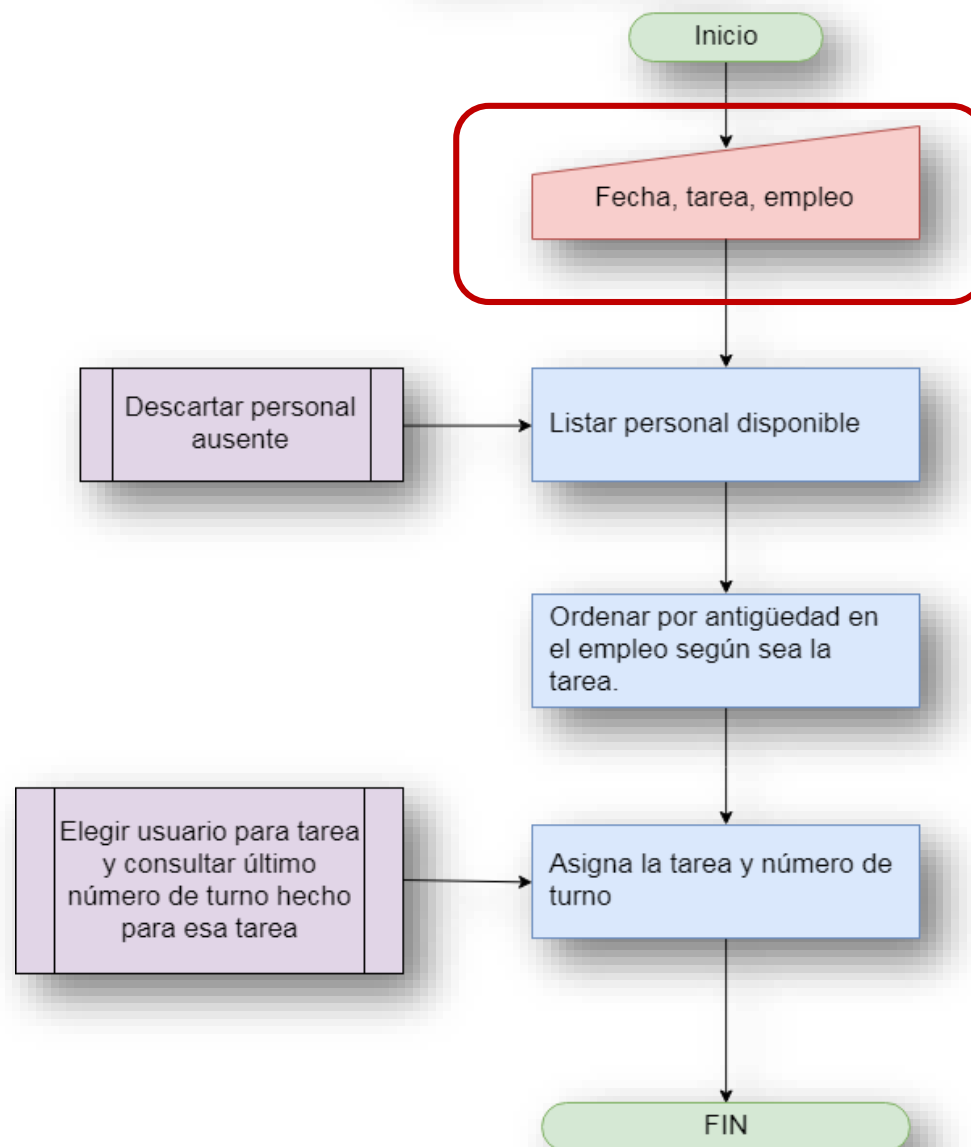 Inicio
Fecha, tarea, empleo
Descartar personal
ausente
Listar personal disponible
Ordenar por antigüedad en
el empleo según sea la
tarea.
Elegir usuario para tarea
y consultar último
número de turno hecho
para esa tarea
Asigna la tarea y número de
turno
FIN